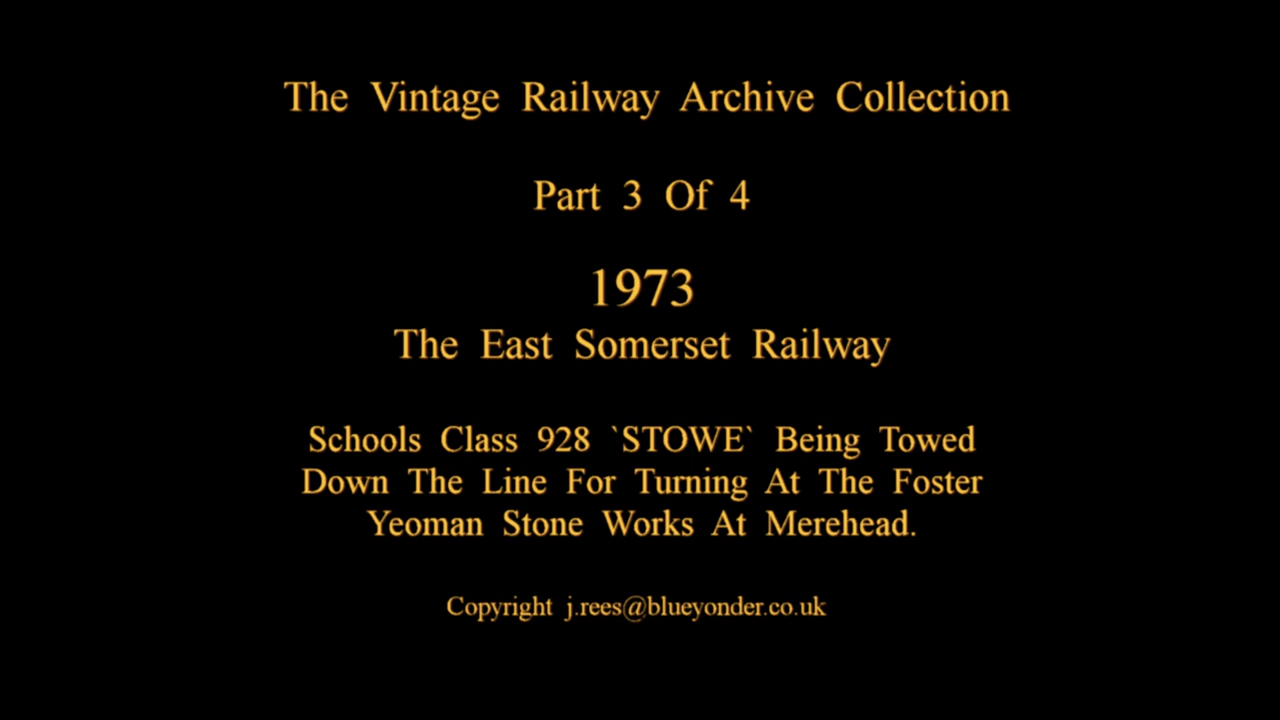 The Vintage Railway Archive Collection
Part 3 Of 4
1973
The East Somerset Railway
Schools Class 928 `STOWE` Being Towed
Down The Line For Turning At The Foster
Yeoman Stone Works At Merehead.
Copyright j.rees@blueyonder.co.uk